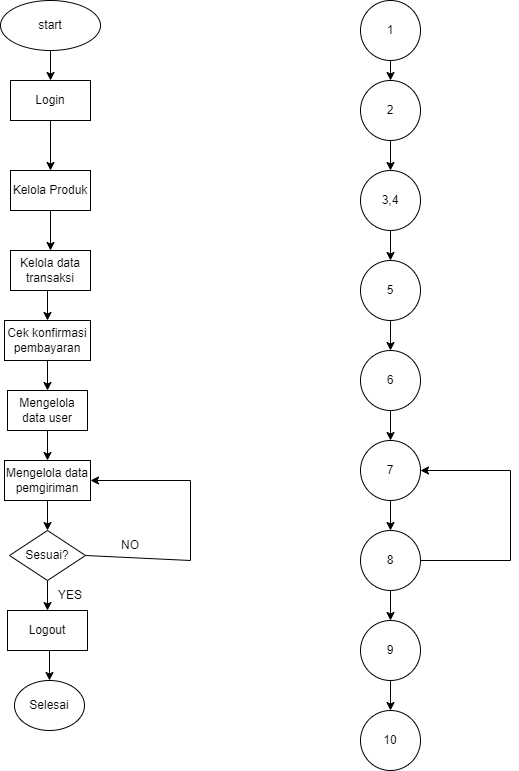 start
Login
Kelola Produk
Kelola data
transaksi
Cek konfirmasi
pembayaran
Mengelola
data user
Mengelola data
pemgiriman
Sesuai?
NO
YES
Logout
Selesai
1
2
3,4
5
6
7
8
9
10